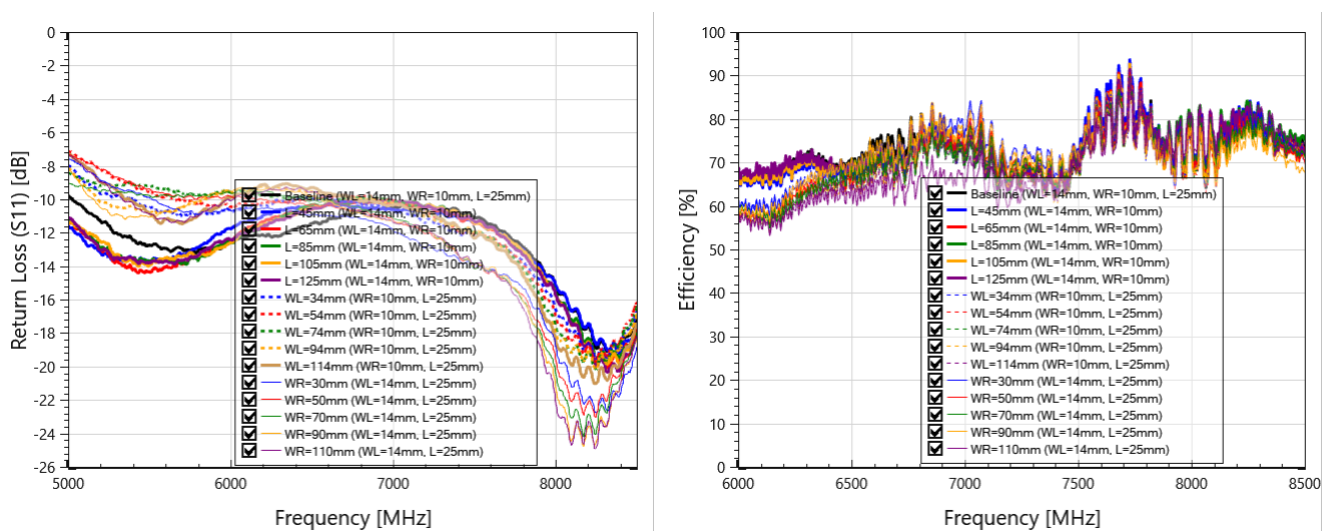 0
-2
-4
-6
-8
-10
-12
-14
-16
-18
-20
-22
-24
-26
Return Loss (S11) [dB]
5000 6000 7000 8000
Frequency [MHz]
Baseline (WL=14mm, WR=10mm, L=25mm)
L=45mm (WL=14mm, WR=10mm)
L=65mm (WL=14mm, WR=10mm)
L=85mm (WL=14mm, WR=10mm)
L=105mm (WL=14mm, WR=10mm)
L=125mm (WL=14mm, WR=10mm)
WL=34mm (WR=10mm, L=25mm)
WL=54mm (WR=10mm, L=25mm)
WL=74mm (WR=10mm, L=25mm)
WL=94mm (WR=10mm, L=25mm)
WL=114mm (WR=10mm, L=25mm)
WR=30mm (WL=14mm, L=25mm)
WR=50mm (WL=14mm, L=25mm)
WR=70mm (WL=14mm, L=25mm)
WR=90mm (WL=14mm, L=25mm)
WR=110mm (WL=14mm, L=25mm)
100
90
80
70
60
50
40
30
20
10
0
Efficiency [%]
6000 6500 7000 7500 8000 8500
Frequency [MHz]
Baseline (WL=14mm, WR=10mm, L=25mm)
L=45mm (WL=14mm, WR=10mm)
L=65mm (WL=14mm, WR=10mm)
L=85mm (WL=14mm, WR=10mm)
L=105mm (WL=14mm, WR=10mm)
L=125mm (WL=14mm, WR=10mm)
WL=34mm (WR=10mm, L=25mm)
WL=54mm (WR=10mm, L=25mm)
WL=74mm (WR=10mm, L=25mm)
WL=94mm (WR=10mm, L=25mm)
WL=114mm (WR=10mm, L=25mm)
WR=30mm (WL=14mm, L=25mm)
WR=50mm (WL=14mm, L=25mm)
WR=70mm (WL=14mm, L=25mm)
WR=90mm (WL=14mm, L=25mm)
WR=110mm (WL=14mm, L=25mm)